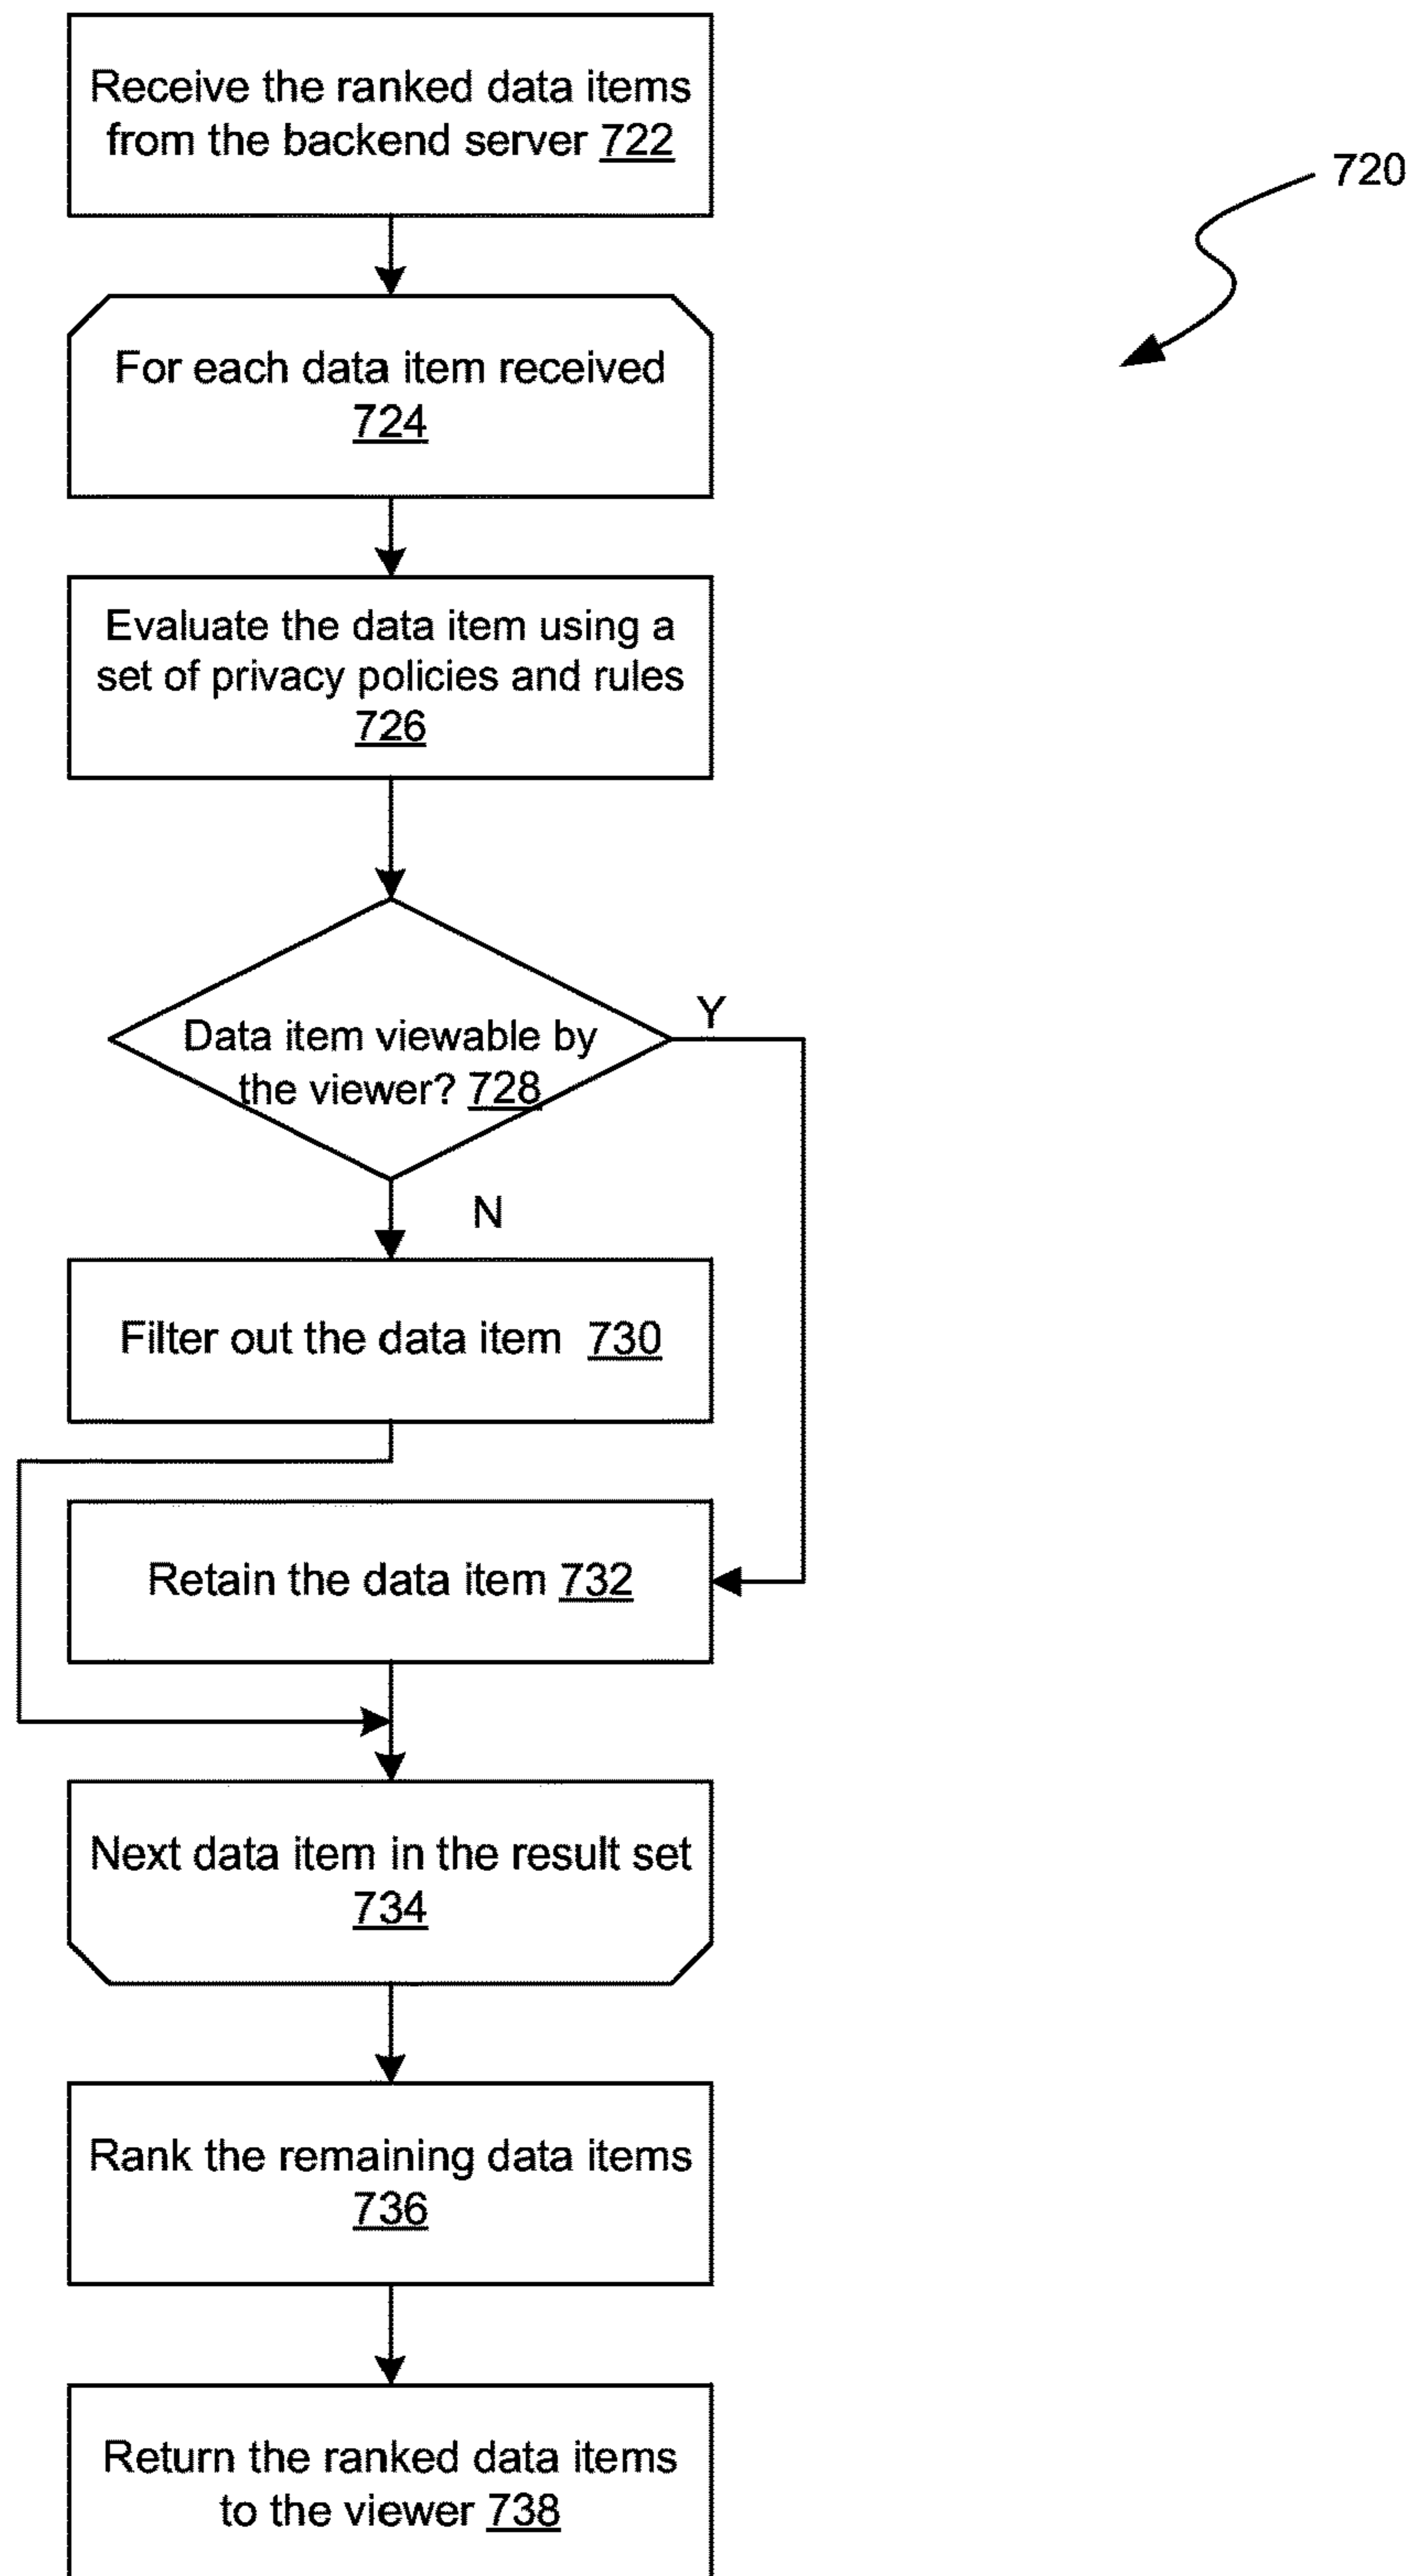 Receive the ranked data items
from the backend server 722
720
For each data item received
724
Evaluate the data item using a
set of privacy policies and rules
726
Data item viewable by
the viewer? 728
Y
N
Filter out the data item 730
Retain the data item 732
Next data item in the result set
734
Rank the remaining data items
736
Return the ranked data items
to the viewer 738